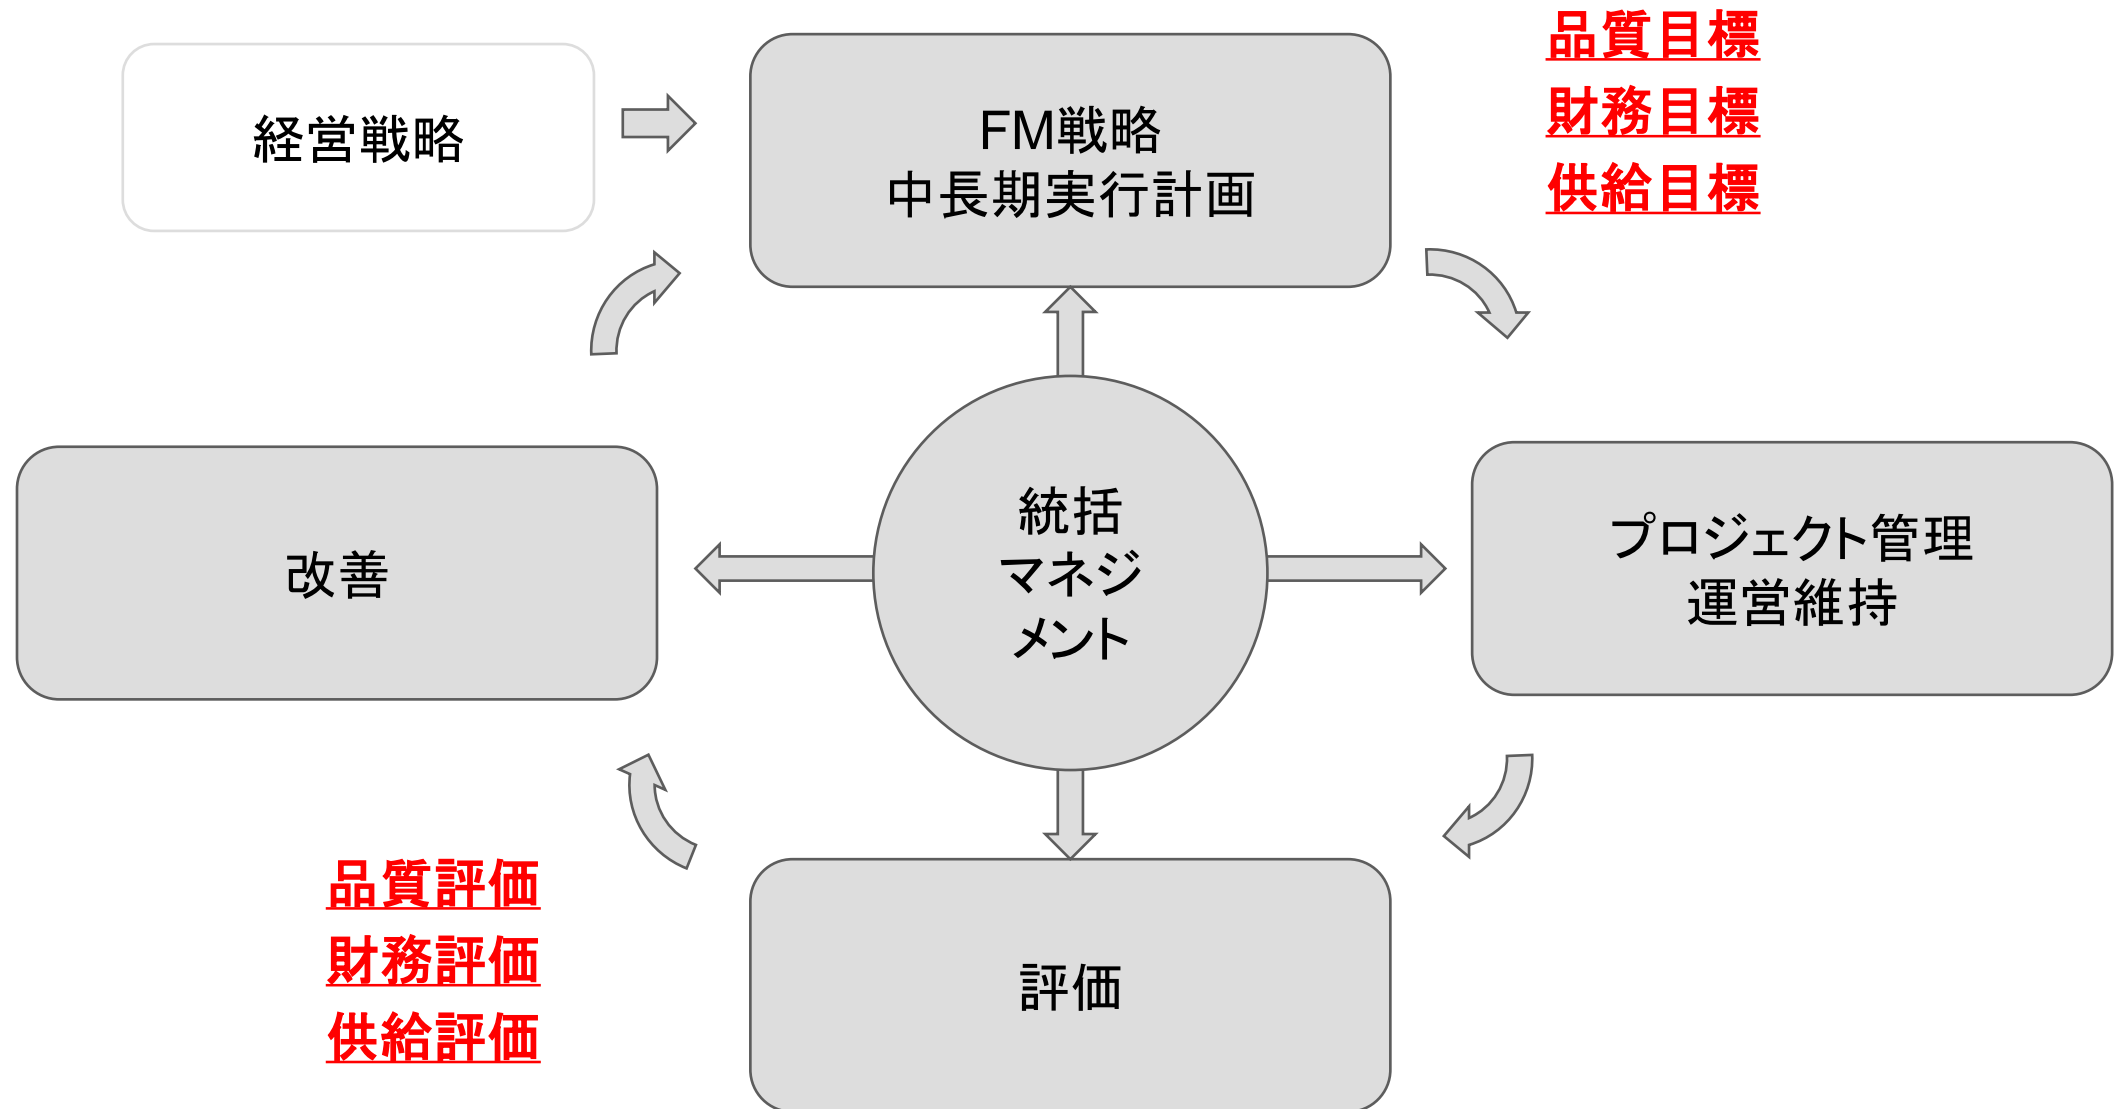 経営戦略
FM戦略
中長期実行計画
品質目標
財務目標
供給目標
改善
統括
マネジ
メント
プロジェクト管理
運営維持
品質評価
財務評価
供給評価
評価